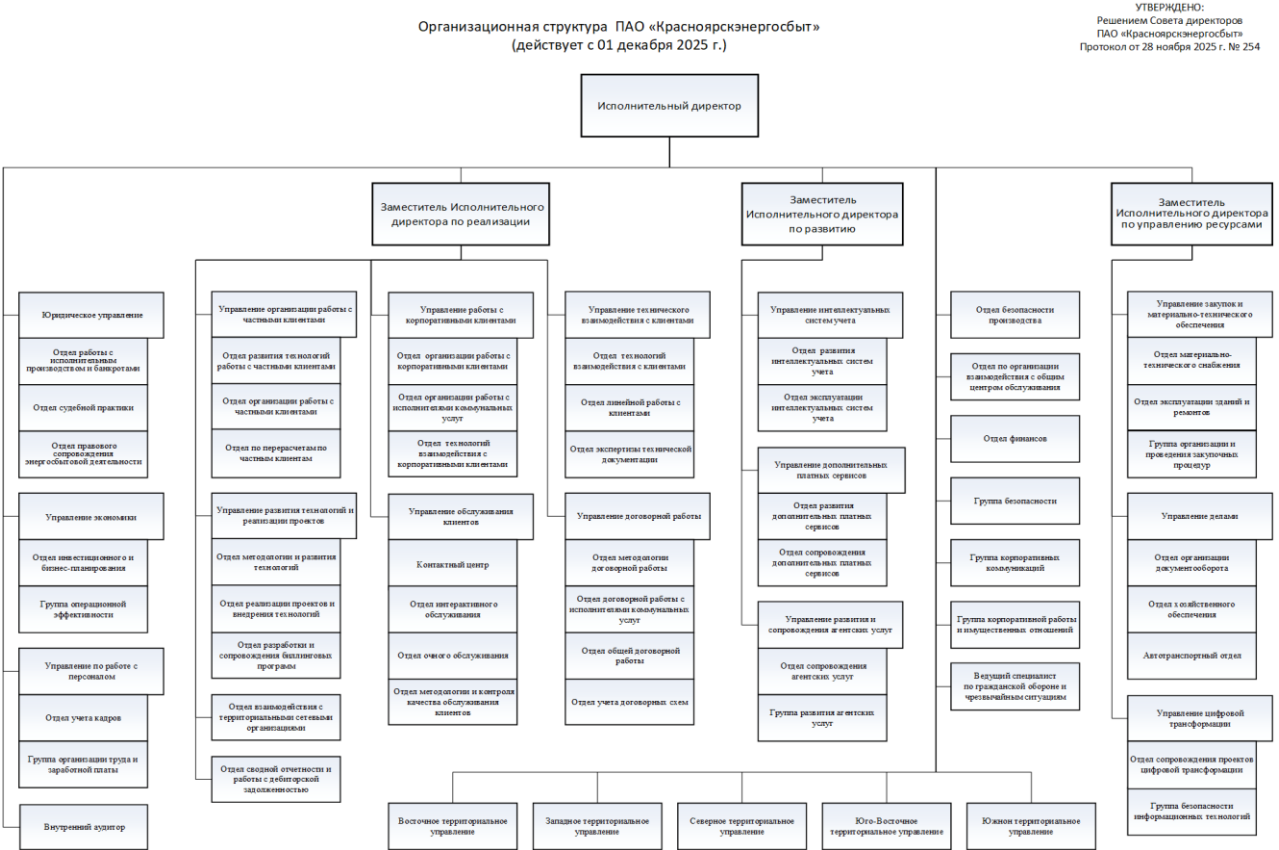 УТВЕРЖДЕНО:
Решением Совета директоров
ПАО «Красноярскэнергосбыт»
Протокол от 28 ноября 2025 г. № 254
Организационная структура ПАО «Красноярскэнергосбыт»
(действует с 01 декабря 2025 г.)
Исполнительный директор
Заместитель Исполнительного
директора по реализации
Заместитель
Исполнительного директора
по развитию
Заместитель
Исполнительного директора
по управлению ресурсами
Юридическое управление
Отдел работы с
исполнительным
производством и банкротами
Отдел судебной практики
Отдел правового
сопровождения
энергосбытовой деятельности
Управление экономики
Отдел инвестиционного и
бизнес-планирования
Группа операционной
эффективности
Управление по работе с
персоналом
Отдел учета кадров
Группа организации труда и
заработной платы
Внутренний аудитор
Управление организации работы с
частными клиентами
Отдел развития технологий
работы с частными клиентами
Отдел организации работы с
частными клиентами
Отдел по перерасчетам по
частным клиентам
Управление развития технологий и
реализации проектов
Отдел методологии и развития
технологий
Отдел реализации проектов и
внедрения технологий
Отдел разработки и
сопровождения биллинговых
программ
Отдел взаимодействия с
территориальными сетевыми
организациями
Отдел сводной отчетности и
работы с дебиторской
задолженностью
Управление работы с
корпоративными клиентами
Отдел организации работы с
корпоративными клиентами
Отдел организации работы с
исполнителями коммунальных
услуг
Отдел технологий
взаимодействия с
корпоративными клиентами
Управление обслуживания
клиентов
Контактный центр
Отдел интерактивного
обслуживания
Отдел очного обслуживания
Отдел методологии и контроля
качества обслуживания
клиентов
Управление технического
взаимодействия с клиентами
Отдел технологий
взаимодействия с клиентами
Отдел линейной работы с
клиентами
Отдел экспертизы технической
документации
Управление договорной работы
Отдел методологии
договорной работы
Отдел договорной работы с
исполнителями коммунальных
услуг
Отдел общей договорной
работы
Отдел учета договорных схем
Управление интеллектуальных
систем учета
Отдел развития
интеллектуальных систем
учета
Отдел эксплуатации
интеллектуальных систем
учета
Управление дополнительных
платных сервисов
Отдел развития
дополнительных платных
сервисов
Отдел сопровождения
дополнительных платных
сервисов
Управление развития и
сопровождения агентских услуг
Отдел сопровождения
агентских услуг
Группа развития агентских
услуг
Отдел безопасности
производства
Отдел по организации
взаимодействия с общим
центром обслуживания
Отдел финансов
Группа безопасности
Группа корпоративных
коммуникаций
Группа корпоративной работы
и имущественных отношений
Ведущий специалист
по гражданской обороне и
чрезвычайным ситуациям
Управление закупок и
материально-технического
обеспечения
Отдел материально-
технического снабжения
Отдел эксплуатации зданий и
ремонтов
Группа организации и
проведения закупочных
процедур
Управление делами
Отдел организации
документооборота
Отдел хозяйственного
обеспечения
Автотранспортный отдел
Управление цифровой
трансформации
Отдел сопровождения проектов
цифровой трансформации
Группа безопасности
информационных технологий
Восточное территориальное
управление
Западное территориальное
управление
Северное территориальное
управление
Юго-Восточное
территориальное управление
Южнон территориальное
управление